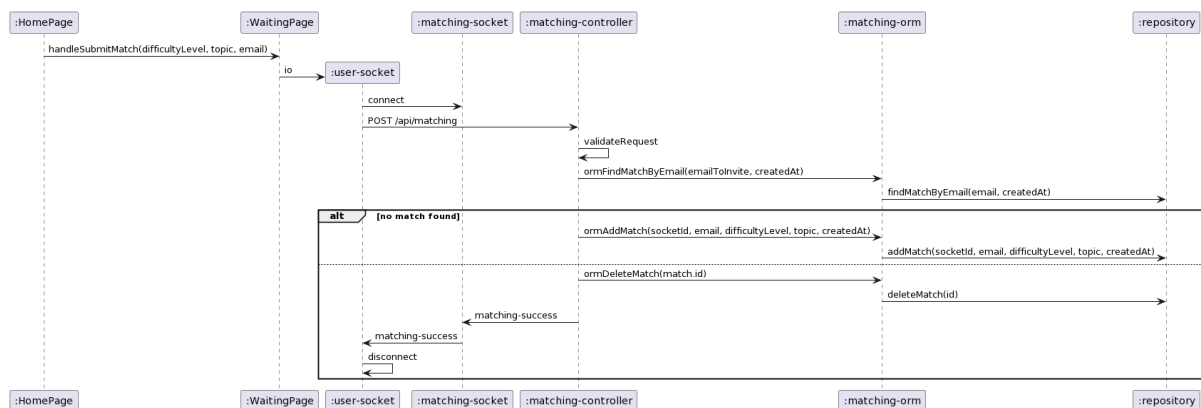 :HomePage
:WaitingPage
:matching-socket
:matching-controller
:matching-orm
:repository
handleSubmitMatch(difficultyLevel, topic, email)
io
:user-socket
connect
POST /api/matching
validateRequest
ormFindMatchByEmail(emailToInvite, createdAt)
findMatchByEmail(email, createdAt)
alt
[no match found]
ormAddMatch(socketId, email, difficultyLevel, topic, createdAt)
addMatch(socketId, email, difficultyLevel, topic, createdAt)
ormDeleteMatch(match.id)
deleteMatch(id)
matching-success
matching-success
disconnect
:HomePage
:WaitingPage
:user-socket
:matching-socket
:matching-controller
:matching-orm
:repository